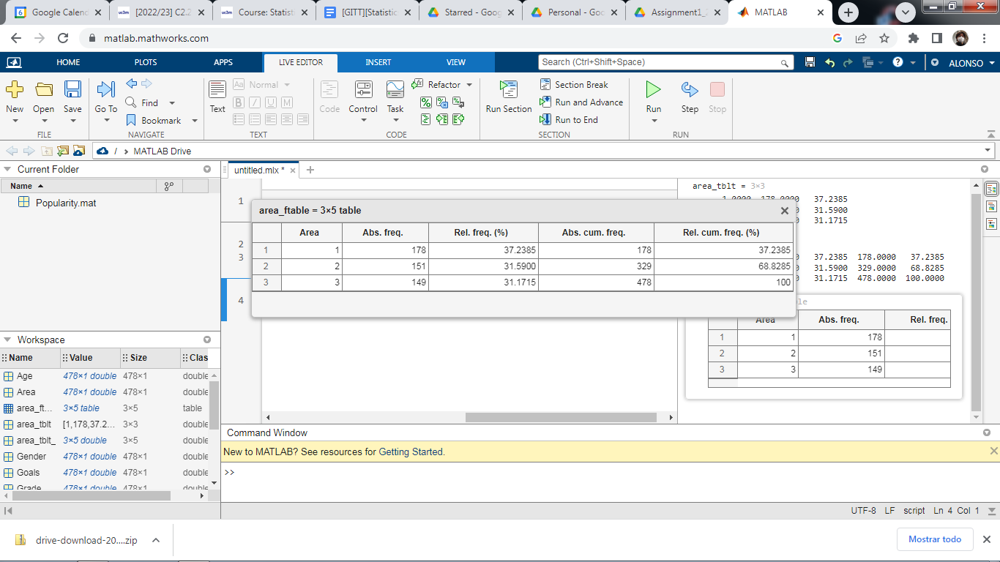 Google Calend
[2022/23] C2.2
Course: Statist
[GITT][Statistic
Starred - Goog
Personal - Goo
Assignment1_2
MATLAB
matlab.mathworks.com
HOME PLOTS APPS LIVE EDITOR INSERT VIEW
Search (Ctrl+Shift+Space)
ALONSO
New Open Save
FILE
Go To Find
Bookmark
NAVIGATE
Text
Aa Normal
B I U M
TEXT
Code Control Task
Refactor
CODE
Run Section
Section Break
Run and Advance
Run to End
SECTION
Run Step Stop
RUN
/ > MATLAB Drive
Current Folder
Name
Popularity.mat
untitled.mlx *
1
2
3
4
area_ftable = 3×5 table
Area Abs. freq. Rel. freq. (%) Abs. cum. freq. Rel. cum. freq. (%)
1 1 178 37.2385 178 37.2385
2 2 151 31.5900 329 68.8285
3 3 149 31.1715 478 100
area_tblt = 3×3
1.0000 178.0000 37.2385
31.5900
31.1715
37.2385 178.0000 37.2385
31.5900 329.0000 68.8285
31.1715 478.0000 100.0000
Area Abs. freq. Rel. freq.
1 1 178
2 2 151
3 3 149
Workspace
Name Value Size Clas
Age 478×1 double 478×1 double
Area 478×1 double 478×1 double
area_ft... 3×5 table 3×5 table
area_tblt [1,178,37.2... 3×3 double
area_tblt_ 3×5 double 3×5 double
Gender 478×1 double 478×1 double
Goals 478×1 double 478×1 double
Grade 478×1 double 478×1 double
Command Window
New to MATLAB? See resources for Getting Started.
>>
UTF-8 LF script Ln 4 Col 1
drive-download-20....zip
Mostrar todo